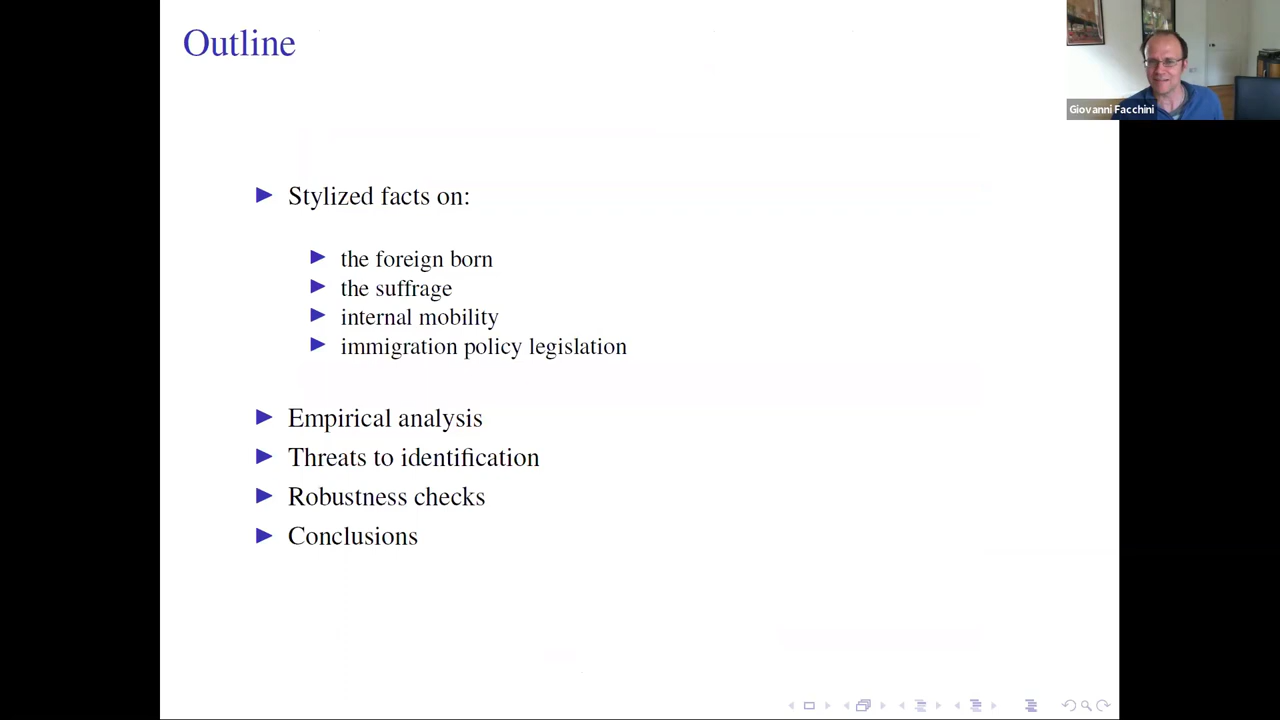 Outline
Giovanni Facchini
Stylized facts on:
the foreign born
the suffrage
internal mobility
immigration policy legislation
Empirical analysis
Threats to identification
Robustness checks
Conclusions